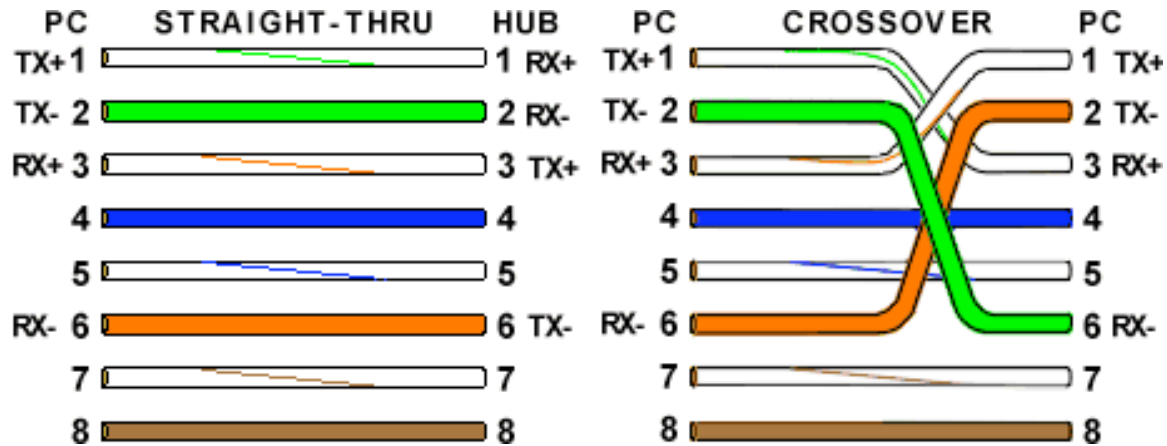 PC STRAIGHT-THRU HUB
TX+ 1 1 RX+
TX- 2 2 RX-
RX+ 3 3 TX+
4 4
5 5
RX- 6 6 TX-
7 7
8 8
PC CROSSOVER PC
TX+ 1 1 TX+
TX- 2 2 TX-
RX+ 3 3 RX+
4 4
5 5
RX- 6 6 RX-
7 7
8 8